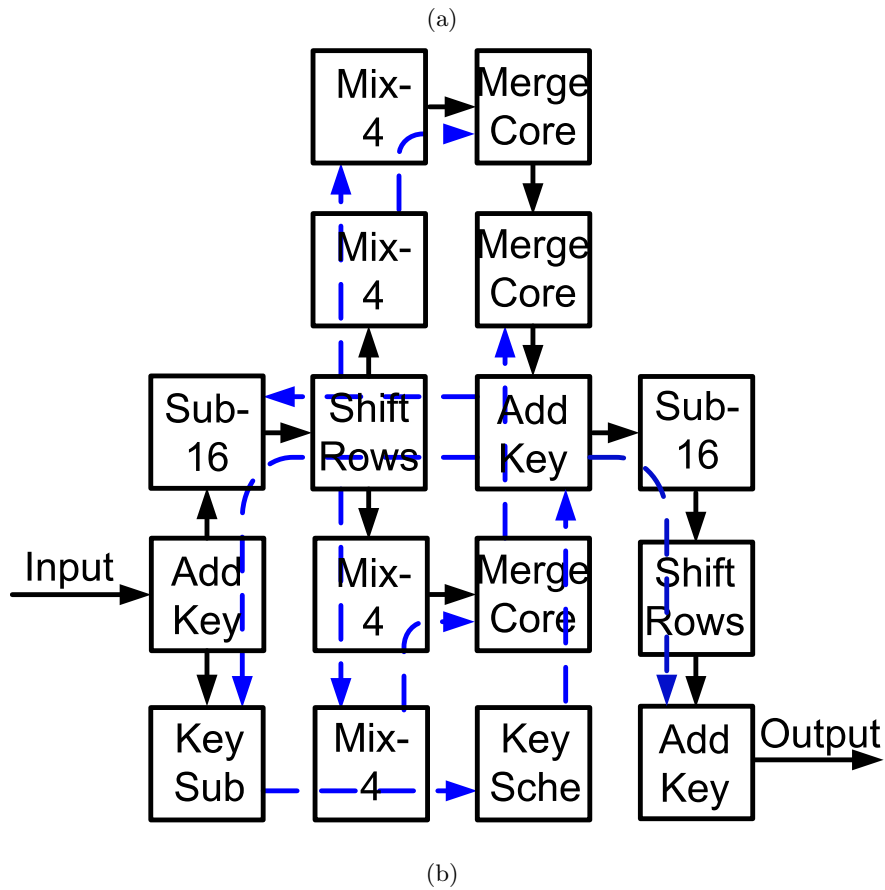 (a)
Mix-
4
Merge
Core
Mix-
4
Merge
Core
Sub-
16
Shift
Rows
Add
Key
Sub-
16
Input
Add
Key
Mix-
4
Merge
Core
Shift
Rows
Key
Sub
Mix-
4
Key
Sche
Add
Key
Output
(b)